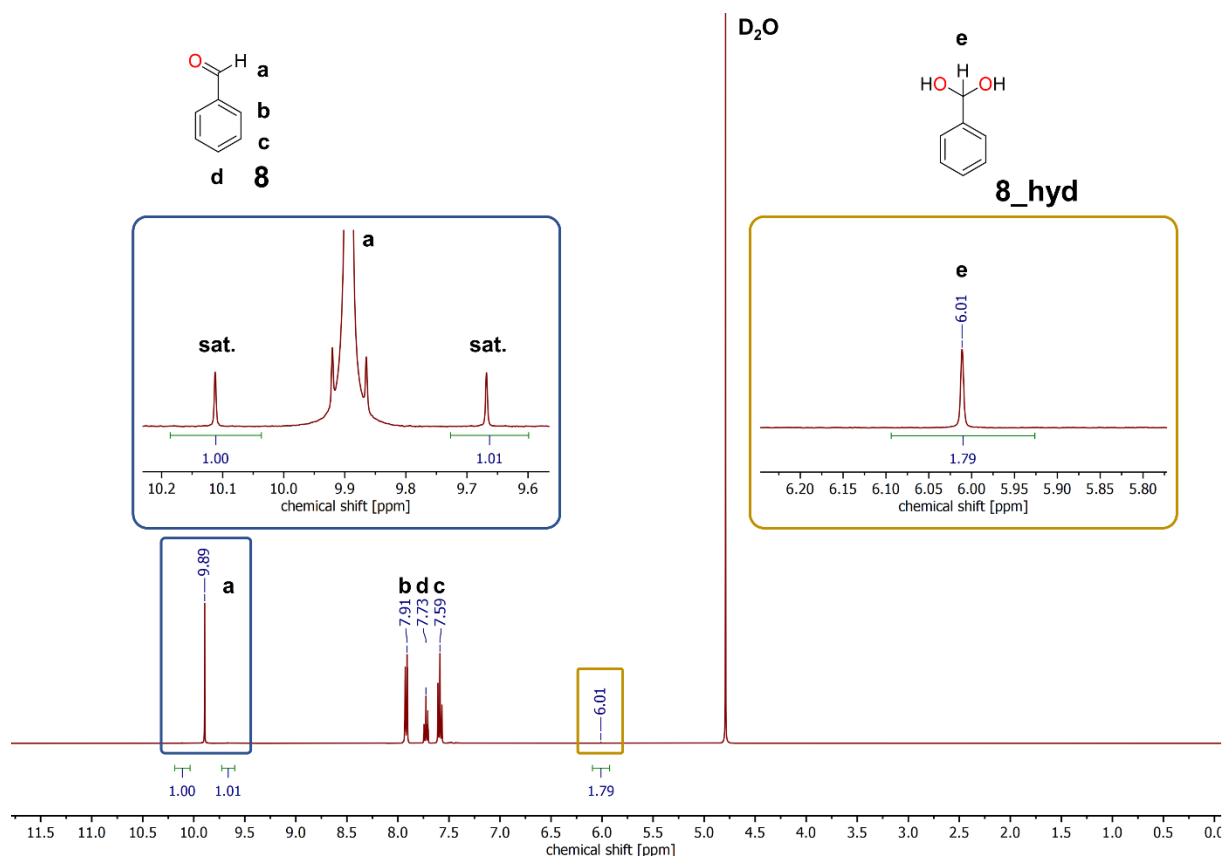 D₂O
e
O
H
a
b
c
d
8
H
HO
OH
8_hyd
a
sat.
sat.
1.00
1.01
10.2 10.1 10.0 9.9 9.8 9.7 9.6
chemical shift [ppm]
e
6.01
1.79
6.20 6.15 6.10 6.05 6.00 5.95 5.90 5.85 5.80
chemical shift [ppm]
9.89
a
b d c
7.91
7.73
7.59
6.01
1.00
1.01
1.79
11.5 11.0 10.5 10.0 9.5 9.0 8.5 8.0 7.5 7.0 6.5 6.0 5.5 5.0 4.5 4.0 3.5 3.0 2.5 2.0 1.5 1.0 0.5 0.0
chemical shift [ppm]